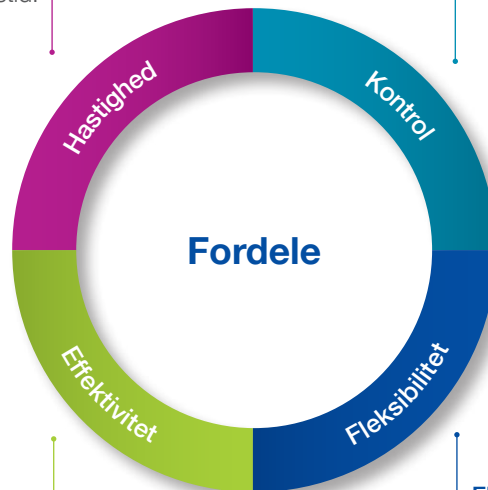 Hastighed
Kontrol
Fordele
Effektivitet
Fleksibilitet